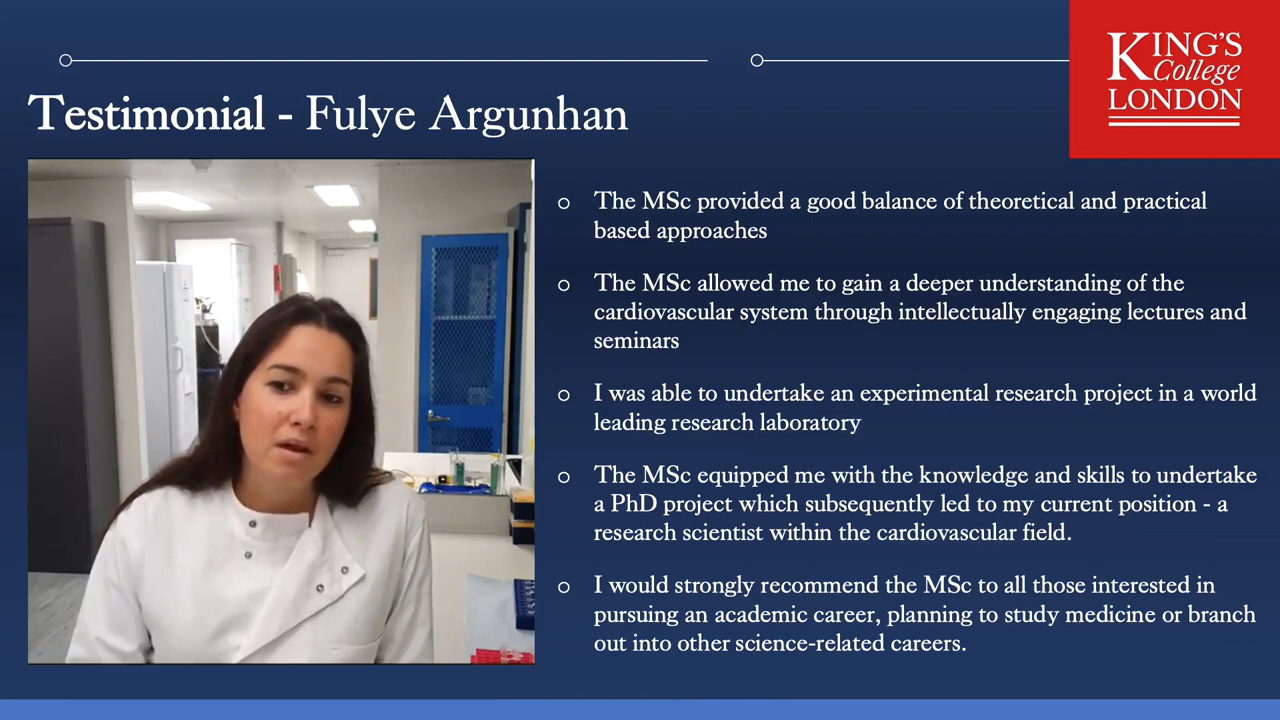 KING'S
College
LONDON
Testimonial - Fulye Argunhan
The MSc provided a good balance of theoretical and practical
based approaches
The MSc allowed me to gain a deeper understanding of the
cardiovascular system through intellectually engaging lectures and
seminars
I was able to undertake an experimental research project in a world
leading research laboratory
The MSc equipped me with the knowledge and skills to undertake
a PhD project which subsequently led to my current position - a
research scientist within the cardiovascular field.
I would strongly recommend the MSc to all those interested in
pursuing an academic career, planning to study medicine or branch
out into other science-related careers.